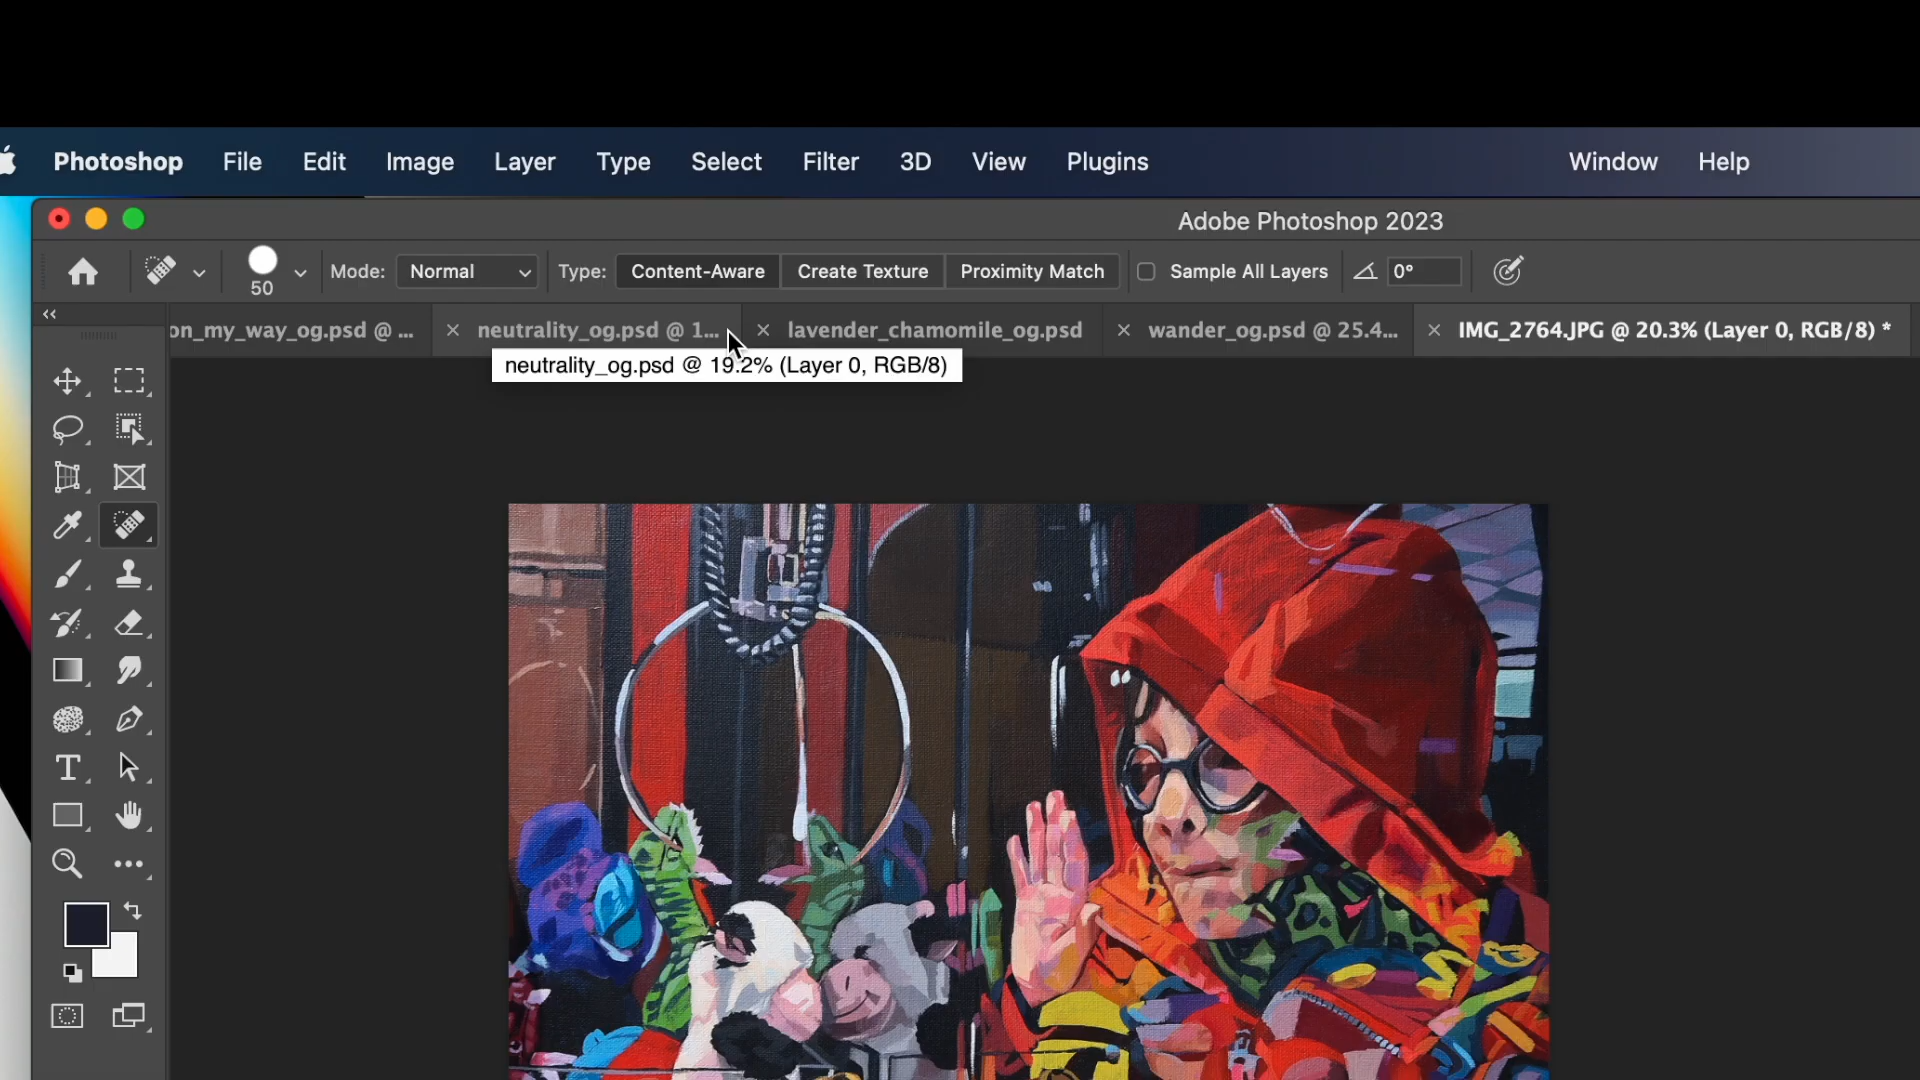 Photoshop File Edit Image Layer Type Select Filter 3D View Plugins Window Help
Adobe Photoshop 2023
50 Mode: Normal Type: Content-Aware Create Texture Proximity Match Sample All Layers 0°
on_my_way_og.psd @ ... neutrality_og.psd @ 1... lavender_chamomile_og.psd wander_og.psd @ 25.4... IMG_2764.JPG @ 20.3% (Layer 0, RGB/8) *
neutrality_og.psd @ 19.2% (Layer 0, RGB/8)